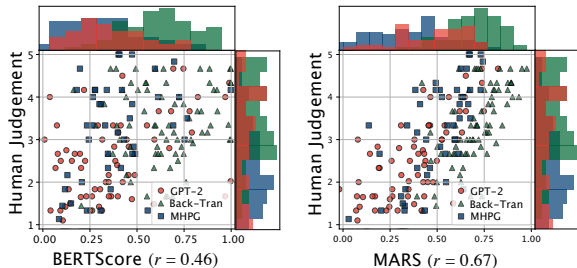 Human Judgement
5
4
3
2
1
0.00 0.25 0.50 0.75 1.00
GPT-2
Back-Tran
MHPG
BERTScore (r = 0.46)
Human Judgement
5
4
3
2
1
0.00 0.25 0.50 0.75 1.00
GPT-2
Back-Tran
MHPG
MARS (r = 0.67)